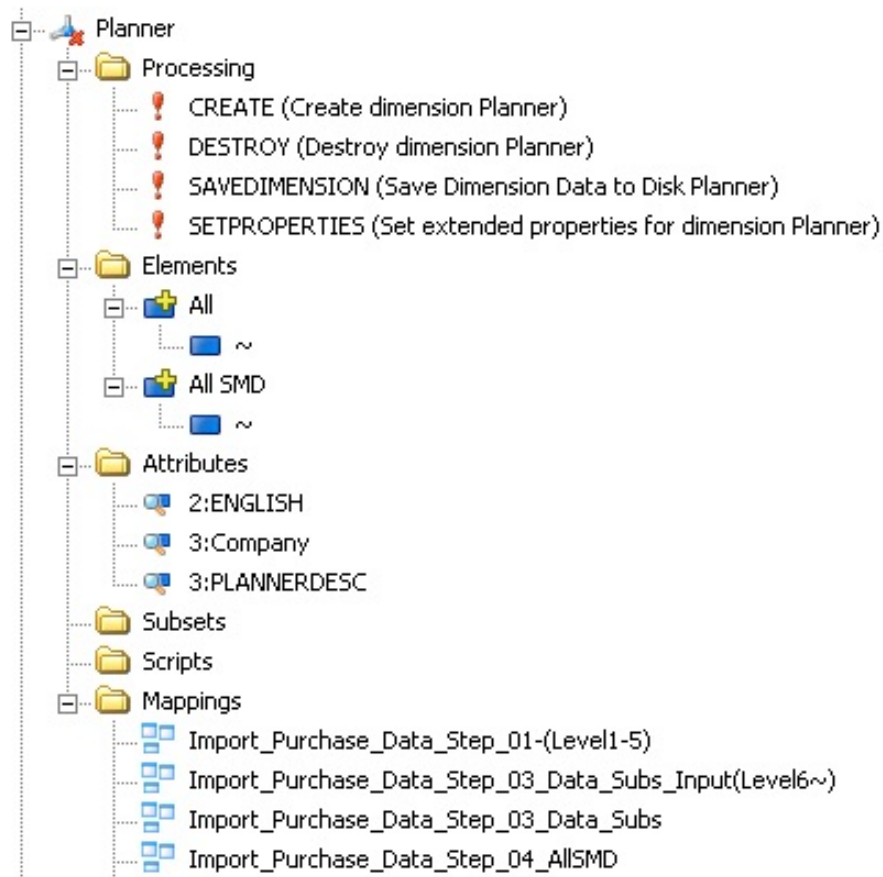 Planner
Processing
CREATE (Create dimension Planner)
DESTROY (Destroy dimension Planner)
SAVEDIMENSION (Save Dimension Data to Disk Planner)
SETPROPERTIES (Set extended properties for dimension Planner)
Elements
All
~
All SMD
~
Attributes
2:ENGLISH
3:Company
3:PLANNERDESC
Subsets
Scripts
Mappings
Import_Purchase_Data_Step_01-(Level1-5)
Import_Purchase_Data_Step_03_Data_Subs_Input(Level6~)
Import_Purchase_Data_Step_03_Data_Subs
Import_Purchase_Data_Step_04_AllSMD